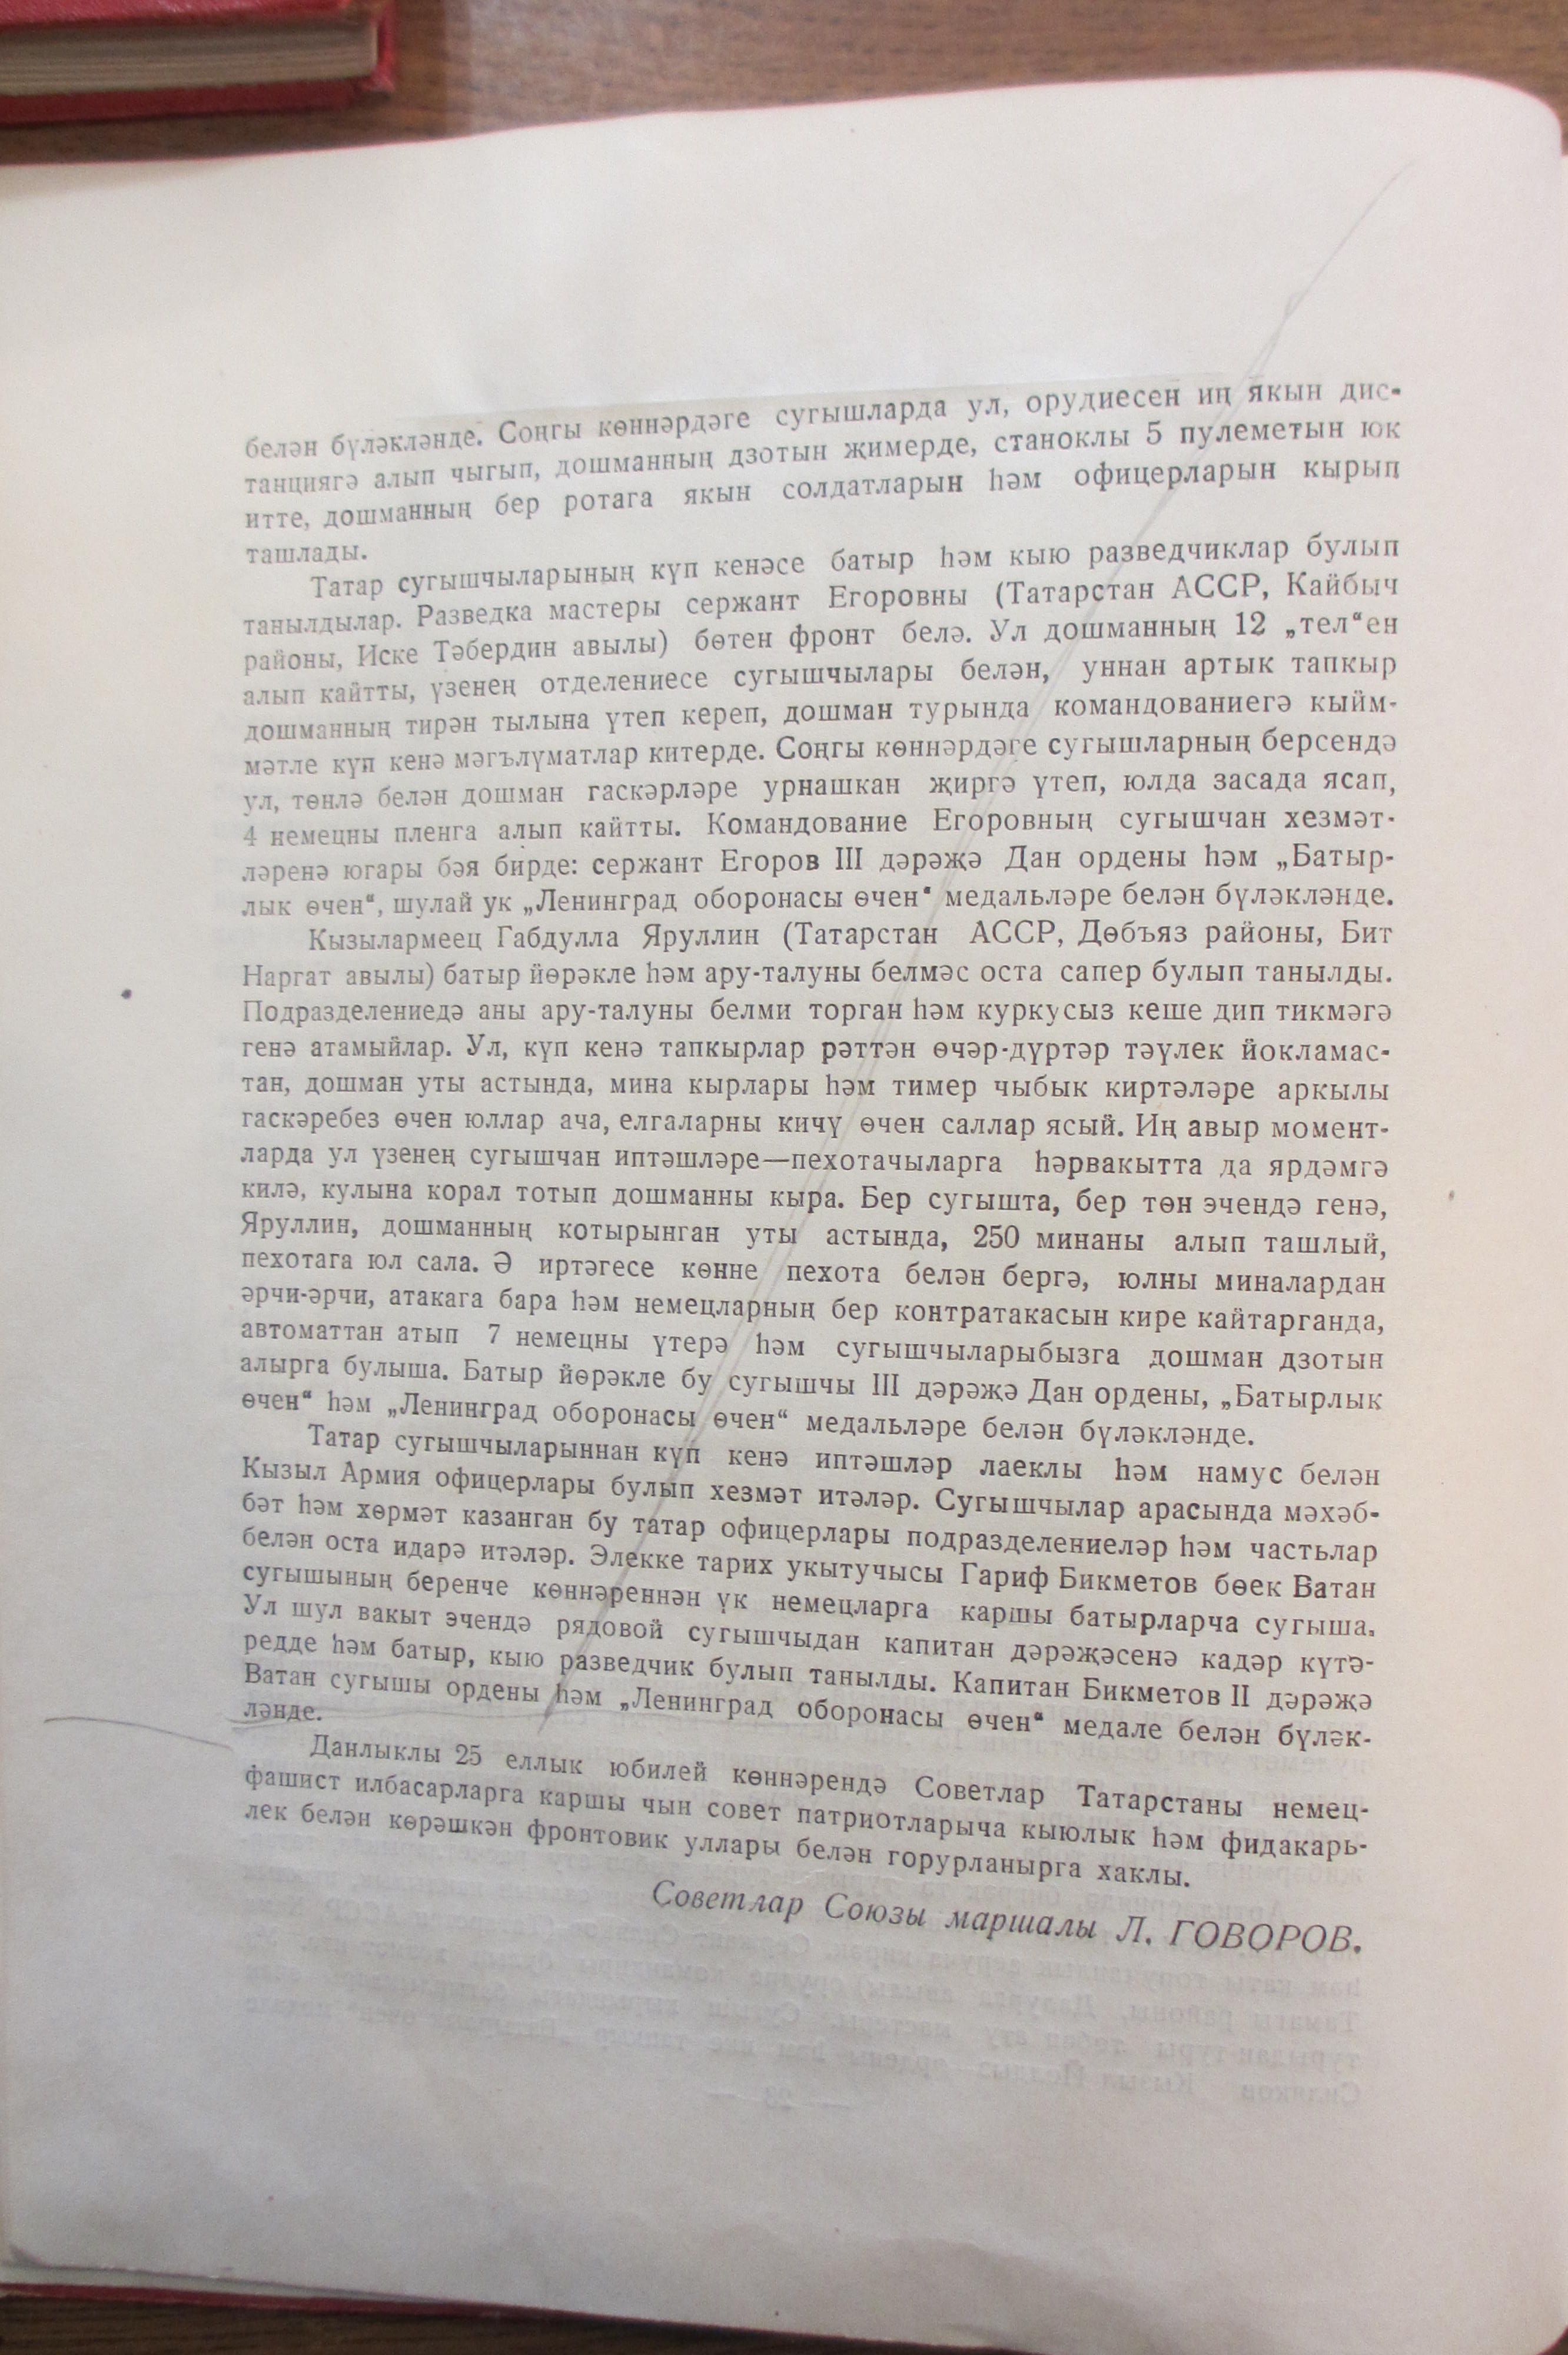 белән бүләкләнде. Соңгы көннәрдәге сугышларда ул, орудиесен иң якын дис-
танциягә алып чыгып, дошманның дзотын җимерде, станоклы 5 пулеметын юк
итте, дошманның бер ротага якын солдатларын һәм офицерларын кырып
ташлады.
Татар сугышчыларының күп кенәсе батыр һәм кыю разведчиклар булып
танылдылар. Разведка мастеры сержант Егоровны (Татарстан АССР, Кайбыч
районы, Иске Тәбердин авылы) бөтен фронт белә. Ул дошманның 12 „тел“ен
алып кайтты, үзенең отделениесе сугышчылары белән, уннан артык тапкыр
дошманның тирән тылына үтеп кереп, дошман турында командованиегә кыйм-
мәтле күп кенә мәгълүматлар китерде. Соңгы көннәрдәге сугышларның берсендә
ул, төнлә белән дошман гаскәрләре урнашкан җиргә үтеп, юлда засада ясап,
4 немецны пленга алып кайтты. Командование Егоровның сугышчан хезмәт-
ләренә югары бәя бирде: сержант Егоров III дәрәҗә Дан ордены һәм „Батыр-
лык өчен“, шулай ук „Ленинград оборонасы өчен“ медальләре белән бүләкләнде.
Кызылармеец Габдулла Яруллин (Татарстан АССР, Дөбъяз районы, Бит
Наргат авылы) батыр йөрәкле һәм ару-талуны белмәс оста сапер булып танылды.
Подразделениедә аны ару-талуны белми торган һәм куркусыз кеше дип тикмәгә
генә атамыйлар. Ул, күп кенә тапкырлар рәттән өчәр-дүртәр тәүлек йокламас-
тан, дошман уты астында, мина кырлары һәм тимер чыбык киртәләре аркылы
гаскәребез өчен юллар ача, елгаларны кичү өчен саллар ясый. Иң авыр момент-
ларда ул үзенең сугышчан иптәшләре—пехотачыларга һәрвакытта да ярдәмгә
килә, кулына корал тотып дошманны кыра. Бер сугышта, бер төн эчендә генә,
Яруллин, дошманның котырынган уты астында, 250 минаны алып ташлый,
пехотага юл сала. Ә иртәгесе көнне пехота белән бергә, юлны миналардан
әрчи-әрчи, атакага бара һәм немецларның бер контратакасын кире кайтарганда,
автоматтан атып 7 немецны үтерә һәм сугышчыларыбызга дошман дзотын
алырга булыша. Батыр йөрәкле бу сугышчы III дәрәҗә Дан ордены, „Батырлык
өчен“ һәм „Ленинград оборонасы өчен“ медальләре белән бүләкләнде.
Татар сугышчыларыннан күп кенә иптәшләр лаеклы һәм намус белән
Кызыл Армия офицерлары булып хезмәт итәләр. Сугышчылар арасында мәхәб-
бәт һәм хөрмәт казанган бу татар офицерлары подразделениеләр һәм частьлар
белән оста идарә итәләр. Элекке тарих укытучысы Гариф Бикметов бөек Ватан
сугышының беренче көннәреннән үк немецларга каршы батырларча сугыша.
Ул шул вакыт эчендә рядовой сугышчыдан капитан дәрәҗәсенә кадәр күтә-
редде һәм батыр, кыю разведчик булып танылды. Капитан Бикметов II дәрәҗә
Ватан сугышы ордены һәм „Ленинград оборонасы өчен“ медале белән бүләк-
ләнде.
Данлыклы 25 еллык юбилей көннәрендә Советлар Татарстаны немец-
фашист илбасарларга каршы чын совет патриотларыча кыюлык һәм фидакарь-
лек белән көрәшкән фронтовик уллары белән горурланырга хаклы.
Советлар Союзы маршалы Л. ГОВОРОВ.